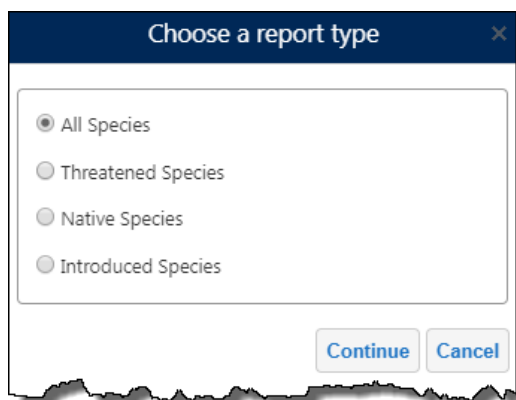 Choose a report type
All Species
Threatened Species
Native Species
Introduced Species
Continue Cancel